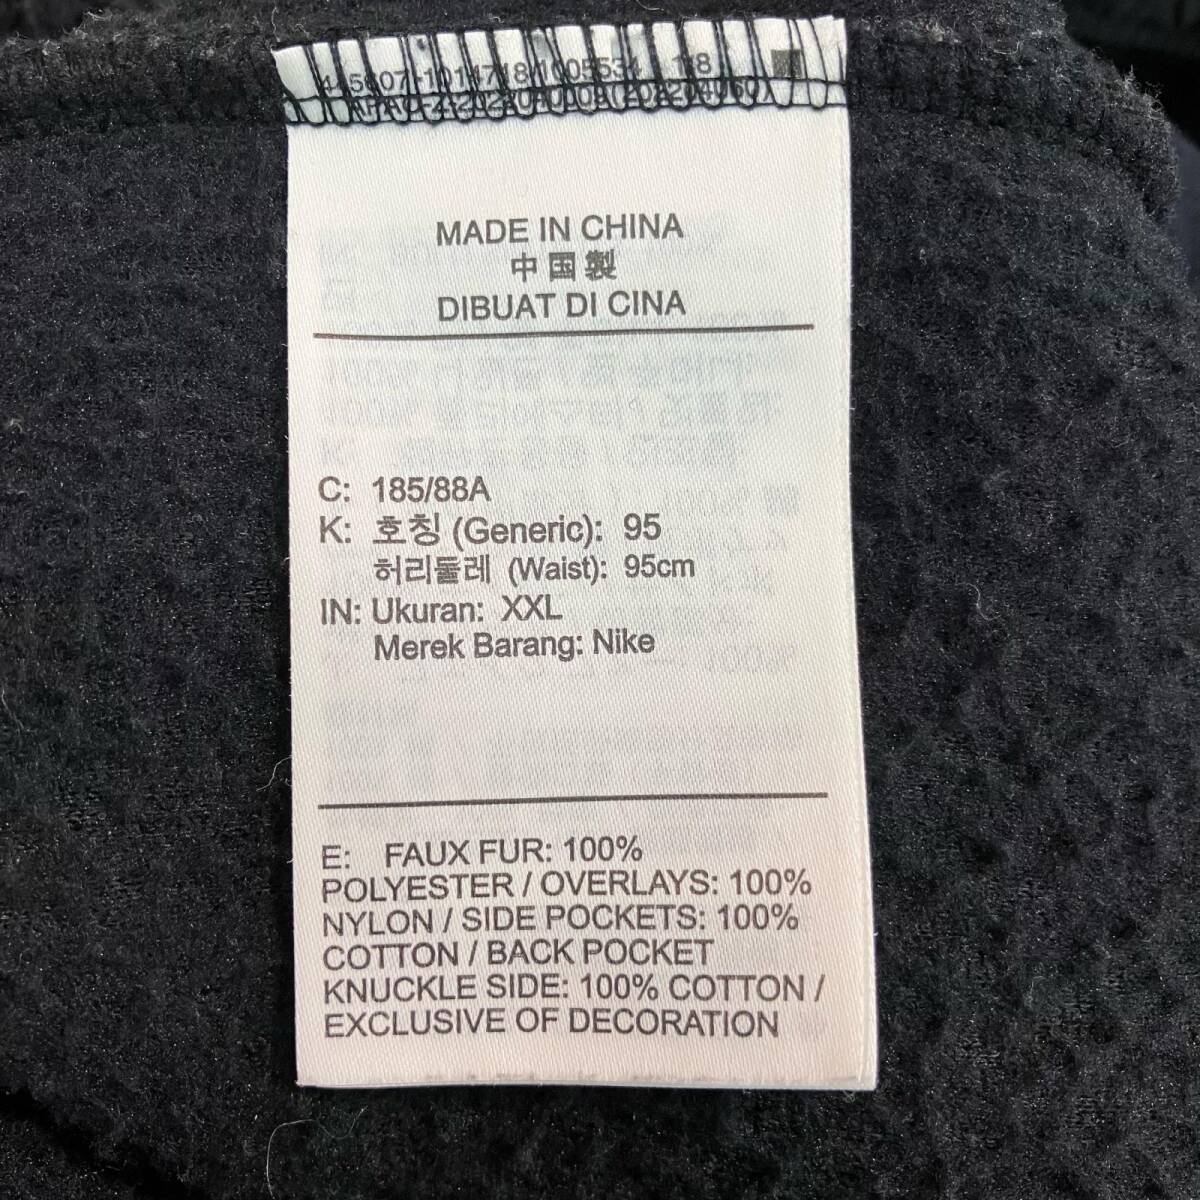 MADE IN CHINA
中国製
DIBUAT DI CINA
C: 185/88A
K: 호칭 (Generic): 95
허리둘레 (Waist): 95cm
IN: Ukuran: XXL
Merek Barang: Nike
E: FAUX FUR: 100%
POLYESTER / OVERLAYS: 100%
NYLON / SIDE POCKETS: 100%
COTTON / BACK POCKET
KNUCKLE SIDE: 100% COTTON /
EXCLUSIVE OF DECORATION